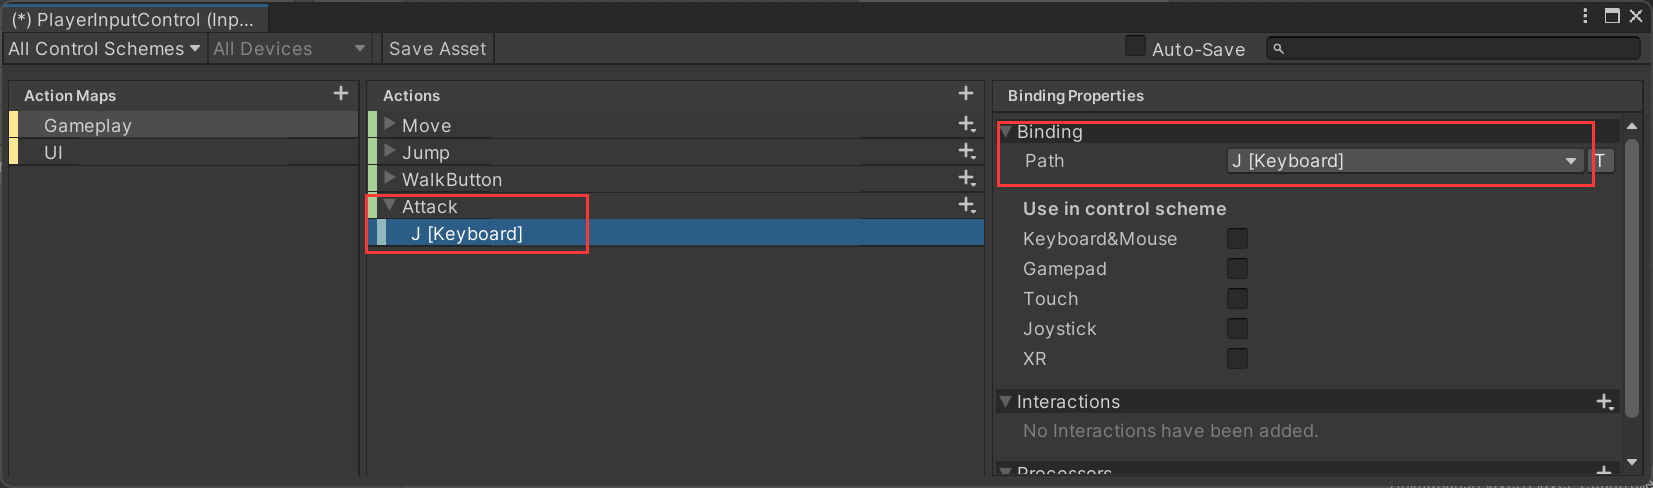 (*) PlayerInputControl (Inp...
All Control Schemes All Devices Save Asset Auto-Save
Action Maps
Gameplay
UI
Actions
Move
Jump
WalkButton
Attack
J [Keyboard]
Binding Properties
Binding
Path J [Keyboard] T
Use in control scheme
Keyboard&Mouse
Gamepad
Touch
Joystick
XR
Interactions
No Interactions have been added.
Processors